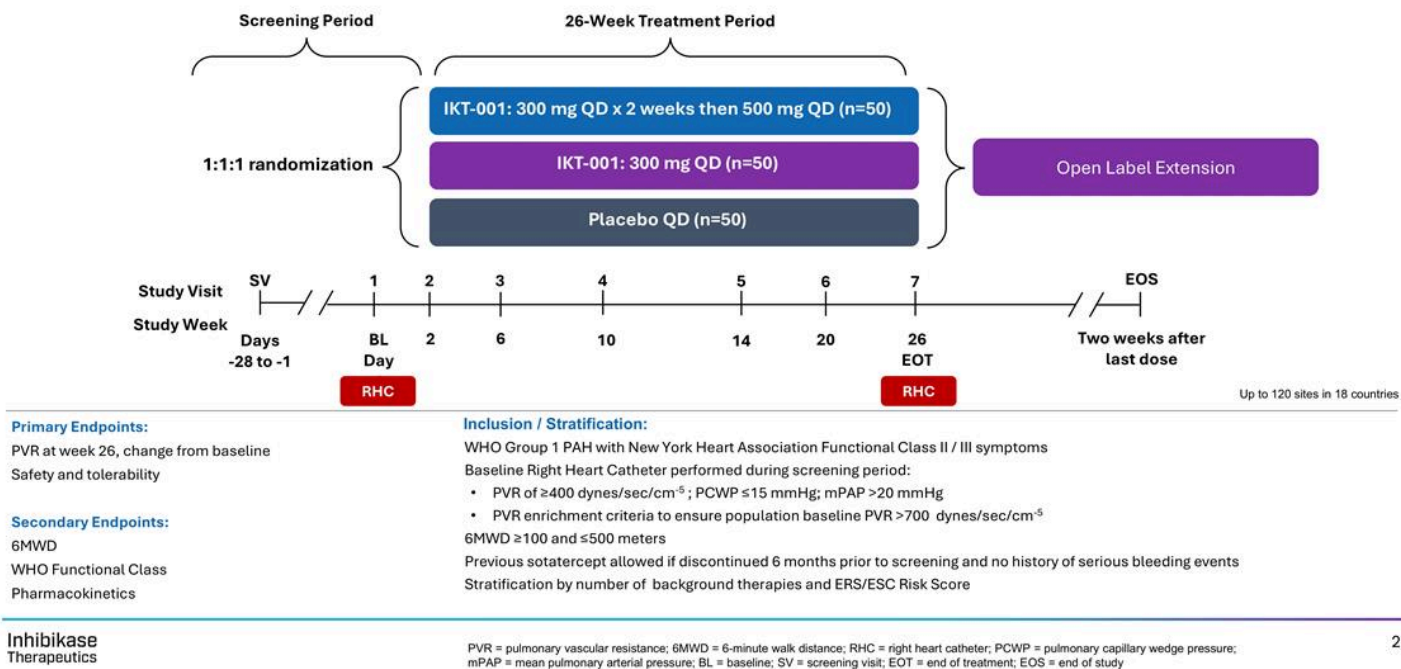 Screening Period
26-Week Treatment Period
IKT-001: 300 mg QD x 2 weeks then 500 mg QD (n=50)
1:1:1 randomization
IKT-001: 300 mg QD (n=50)
Open Label Extension
Placebo QD (n=50)
Study Visit
SV 1 2 3 4 5 6 7 EOS
Study Week
Days
-28 to -1
BL
Day
2 6 10 14 20 26
EOT
Two weeks after
last dose
RHC
RHC
Up to 120 sites in 18 countries
Primary Endpoints:
PVR at week 26, change from baseline
Safety and tolerability
Secondary Endpoints:
6MWD
WHO Functional Class
Pharmacokinetics
Inclusion / Stratification:
WHO Group 1 PAH with New York Heart Association Functional Class II / III symptoms
Baseline Right Heart Catheter performed during screening period:
• PVR of ≥400 dynes/sec/cm⁻⁵ ; PCWP ≤15 mmHg; mPAP >20 mmHg
• PVR enrichment criteria to ensure population baseline PVR >700 dynes/sec/cm⁻⁵
6MWD ≥100 and ≤500 meters
Previous sotatercept allowed if discontinued 6 months prior to screening and no history of serious bleeding events
Stratification by number of background therapies and ERS/ESC Risk Score
Inhibikase
Therapeutics
PVR = pulmonary vascular resistance; 6MWD = 6-minute walk distance; RHC = right heart catheter; PCWP = pulmonary capillary wedge pressure;
mPAP = mean pulmonary arterial pressure; BL = baseline; SV = screening visit; EOT = end of treatment; EOS = end of study
2